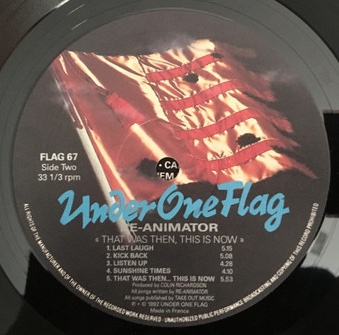 FLAG 67
Side Two
33 1/3 rpm
• CA
EM
Under One Flag
RE-ANIMATOR
« THAT WAS THEN, THIS IS NOW »
1. LAST LAUGH 5.15
2. KICK BACK 2.08
3. LISTEN UP 4.28
4. SUNSHINE TIMES 4.10
5. THAT WAS THEN... THIS IS NOW 5.53
Produced by COLIN RICHARDSON
All songs written by RE-ANIMATOR
All songs published by TAKE OUT MUSIC
℗ + © 1992 UNDER ONE FLAG
Made in France
ALL RIGHTS OF THE MANUFACTURER AND OF THE OWNER OF THE RECORDED WORK RESERVED • UNAUTHORIZED PUBLIC PERFORMANCE BROADCASTING AND COPYING OF THIS RECORD PROHIBITED